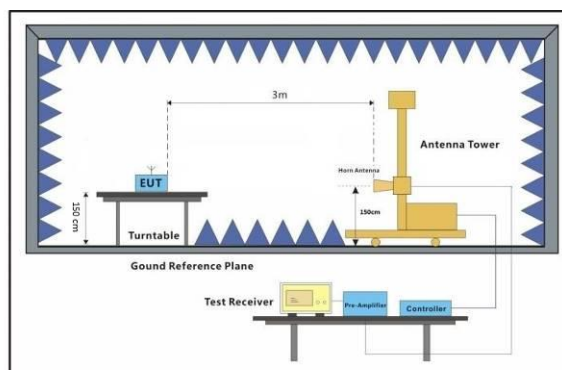 3m
Antenna Tower
Horn Antenna
EUT
150 cm
150cm
Turntable
Gound Reference Plane
Test Receiver
Pre-Amplifier
Controller